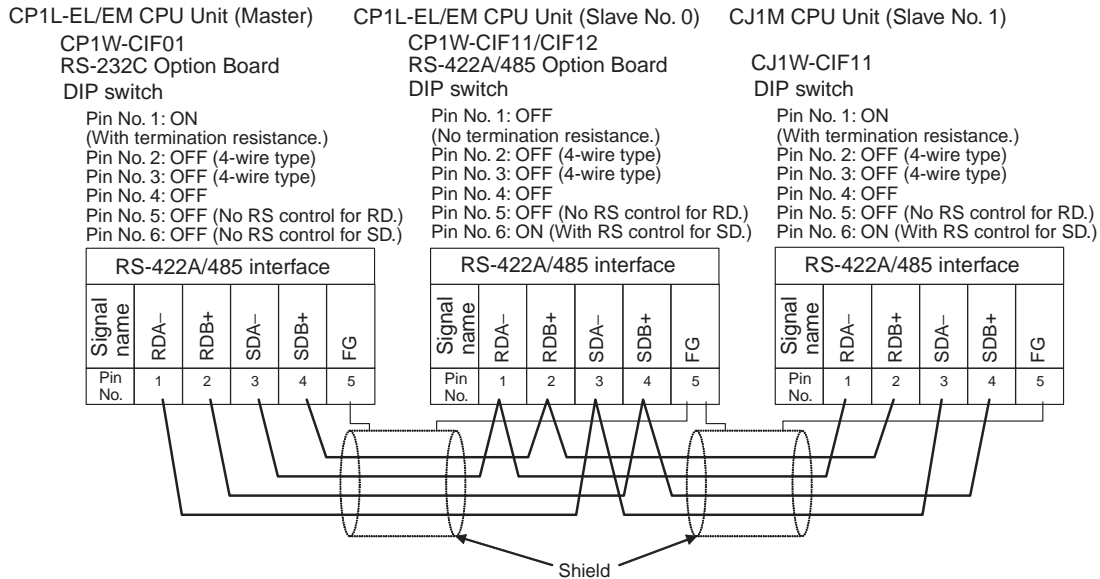 CP1L-EL/EM CPU Unit (Master)
CP1W-CIF01
RS-232C Option Board
DIP switch
Pin No. 1: ON
(With termination resistance.)
Pin No. 2: OFF (4-wire type)
Pin No. 3: OFF (4-wire type)
Pin No. 4: OFF
Pin No. 5: OFF (No RS control for RD.)
Pin No. 6: OFF (No RS control for SD.)
RS-422A/485 interface
Signal name
RDA−
RDB+
SDA−
SDB+
FG
Pin No.
1 2 3 4 5
CP1L-EL/EM CPU Unit (Slave No. 0)
CP1W-CIF11/CIF12
RS-422A/485 Option Board
DIP switch
Pin No. 1: OFF
(No termination resistance.)
Pin No. 2: OFF (4-wire type)
Pin No. 3: OFF (4-wire type)
Pin No. 4: OFF
Pin No. 5: OFF (No RS control for RD.)
Pin No. 6: ON (With RS control for SD.)
RS-422A/485 interface
Signal name
RDA−
RDB+
SDA−
SDB+
FG
Pin No.
1 2 3 4 5
CJ1M CPU Unit (Slave No. 1)
CJ1W-CIF11
DIP switch
Pin No. 1: ON
(With termination resistance.)
Pin No. 2: OFF (4-wire type)
Pin No. 3: OFF (4-wire type)
Pin No. 4: OFF
Pin No. 5: OFF (No RS control for RD.)
Pin No. 6: ON (With RS control for SD.)
RS-422A/485 interface
Signal name
RDA−
RDB+
SDA−
SDB+
FG
Pin No.
1 2 3 4 5
Shield